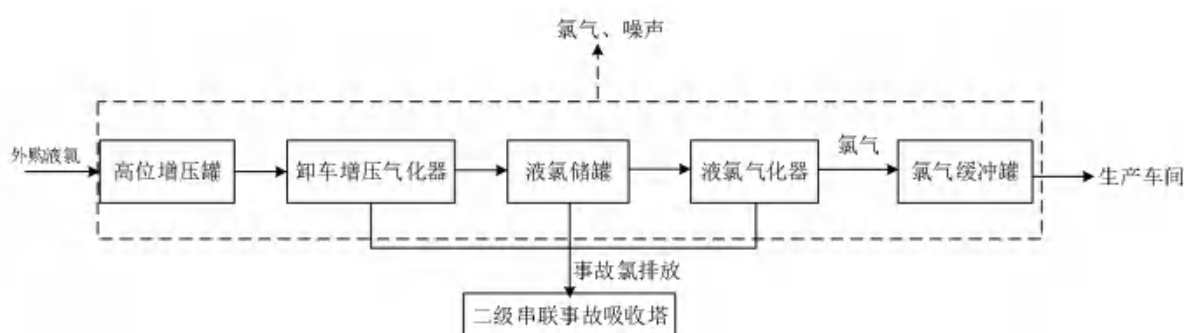 氯气、噪声
外购液氯
高位增压罐
卸车增压气化器
液氯储罐
液氯气化器
氯气
氯气缓冲罐
生产车间
事故氯排放
二级串联事故吸收塔